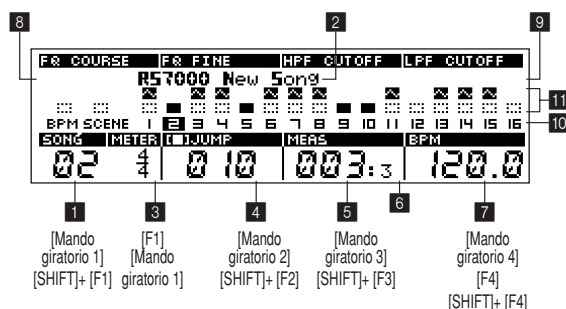 8 2 9
FQ COURSE FQ FINE HPF CUTOFF LPF CUTOFF
RS7000 New Song
11
BPM SCENE 1 2 3 4 5 6 7 8 9 10 11 12 13 14 15 16 10
SONG METER [ ]JUMP MEAS BPM
02 4/4 010 003:3 120.0
1 3 4 5 6 7
[Mando giratorio 1] [SHIFT]+ [F1]
[F1] [Mando giratorio 1]
[Mando giratorio 2] [SHIFT]+ [F2]
[Mando giratorio 3] [SHIFT]+ [F3]
[Mando giratorio 4] [F4] [SHIFT]+ [F4]